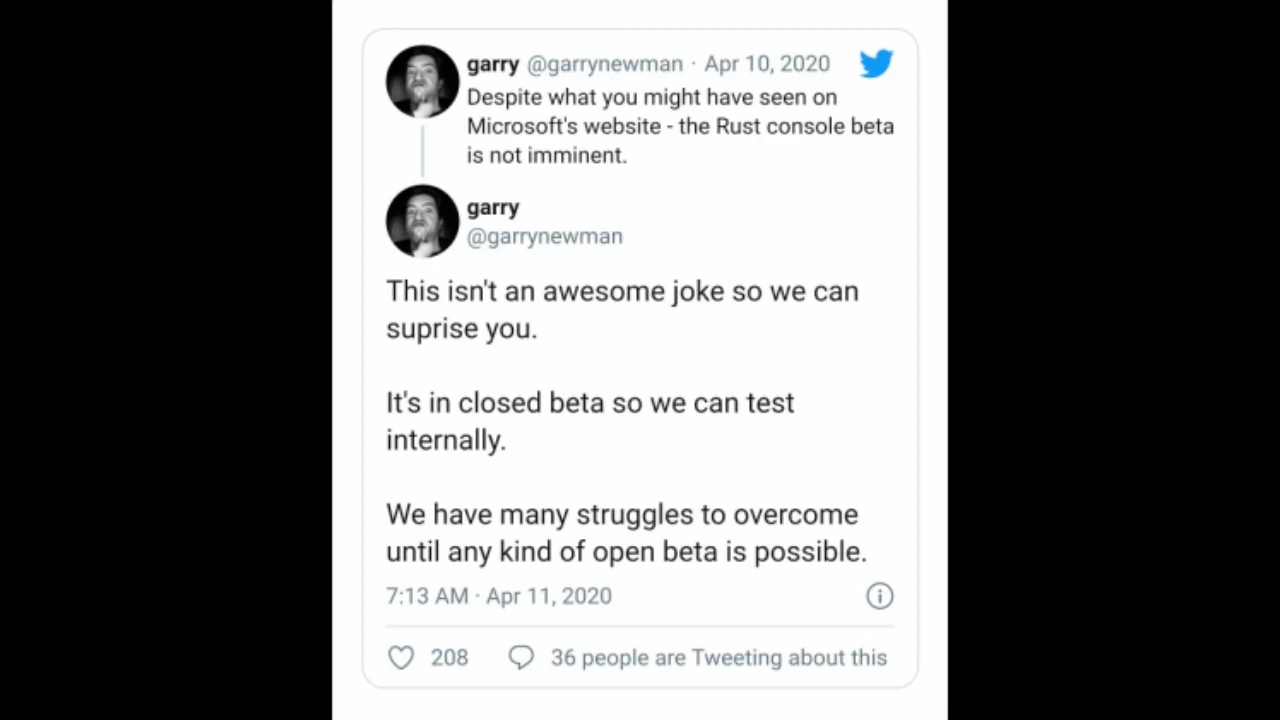 garry @garrynewman · Apr 10, 2020
Despite what you might have seen on
Microsoft's website - the Rust console beta
is not imminent.
garry
@garrynewman
This isn't an awesome joke so we can
suprise you.
It's in closed beta so we can test
internally.
We have many struggles to overcome
until any kind of open beta is possible.
7:13 AM · Apr 11, 2020
208 36 people are Tweeting about this